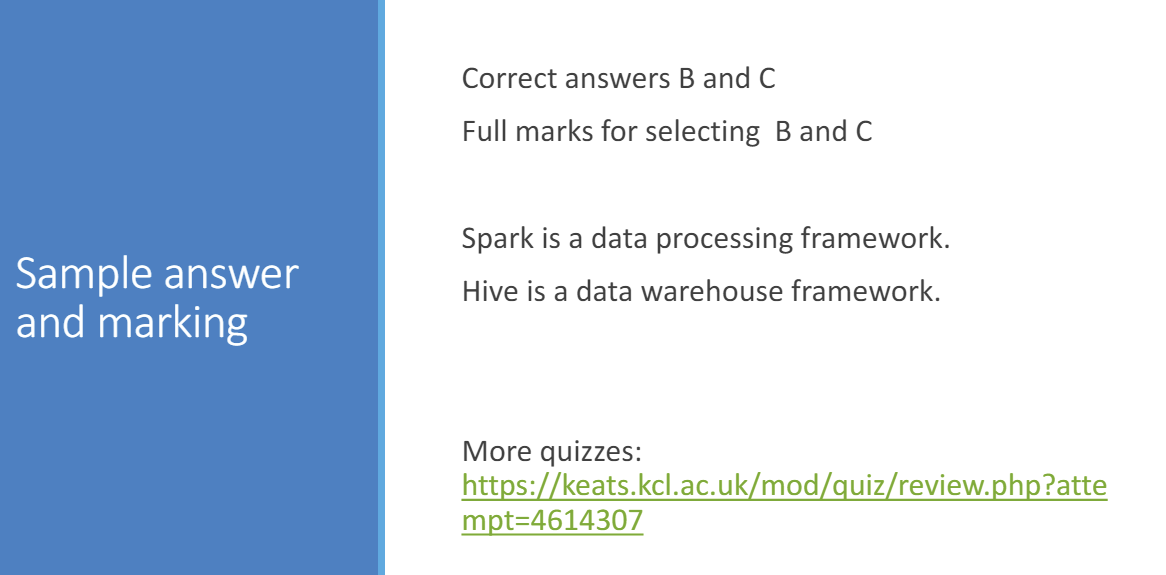 Sample answer
and marking
Correct answers B and C
Full marks for selecting  B and C
Spark is a data processing framework.
Hive is a data warehouse framework.
More quizzes:
https://keats.kcl.ac.uk/mod/quiz/review.php?atte
mpt=4614307